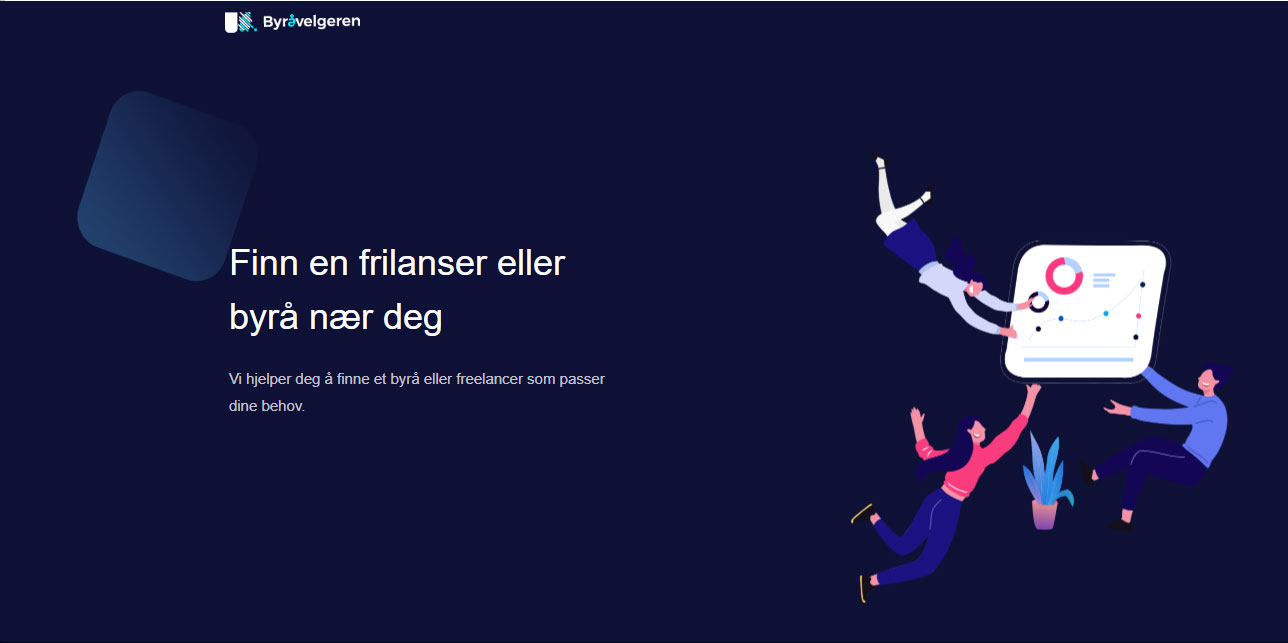 Byråvelgeren
Finn en frilanser eller
byrå nær deg
Vi hjelper deg å finne et byrå eller freelancer som passer
dine behov.